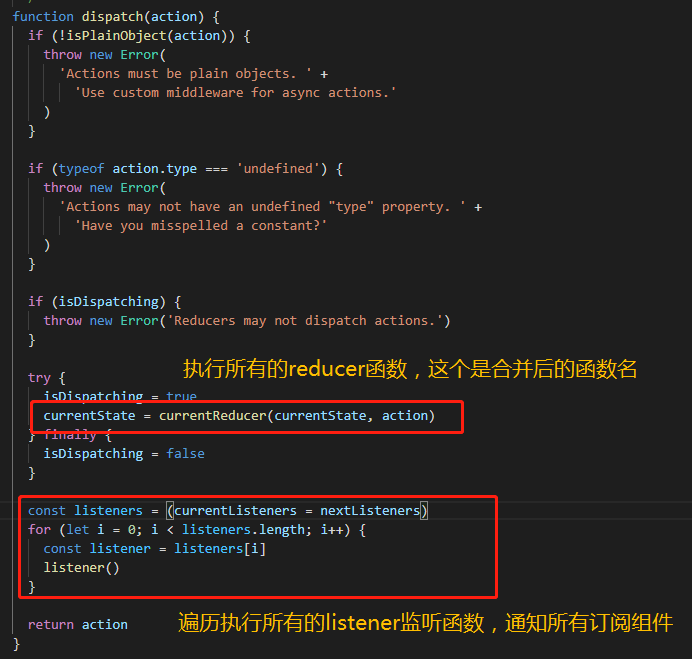 function dispatch(action) {
if (!isPlainObject(action)) {
throw new Error(
'Actions must be plain objects. ' +
'Use custom middleware for async actions.'
)
}
if (typeof action.type === 'undefined') {
throw new Error(
'Actions may not have an undefined "type" property. ' +
'Have you misspelled a constant?'
)
}
if (isDispatching) {
throw new Error('Reducers may not dispatch actions.')
}
执行所有的reducer函数，这个是合并后的函数名
try {
isDispatching = true
currentState = currentReducer(currentState, action)
} finally {
isDispatching = false
}
const listeners = (currentListeners = nextListeners)
for (let i = 0; i < listeners.length; i++) {
const listener = listeners[i]
listener()
}
return action
遍历执行所有的listener监听函数，通知所有订阅组件
}